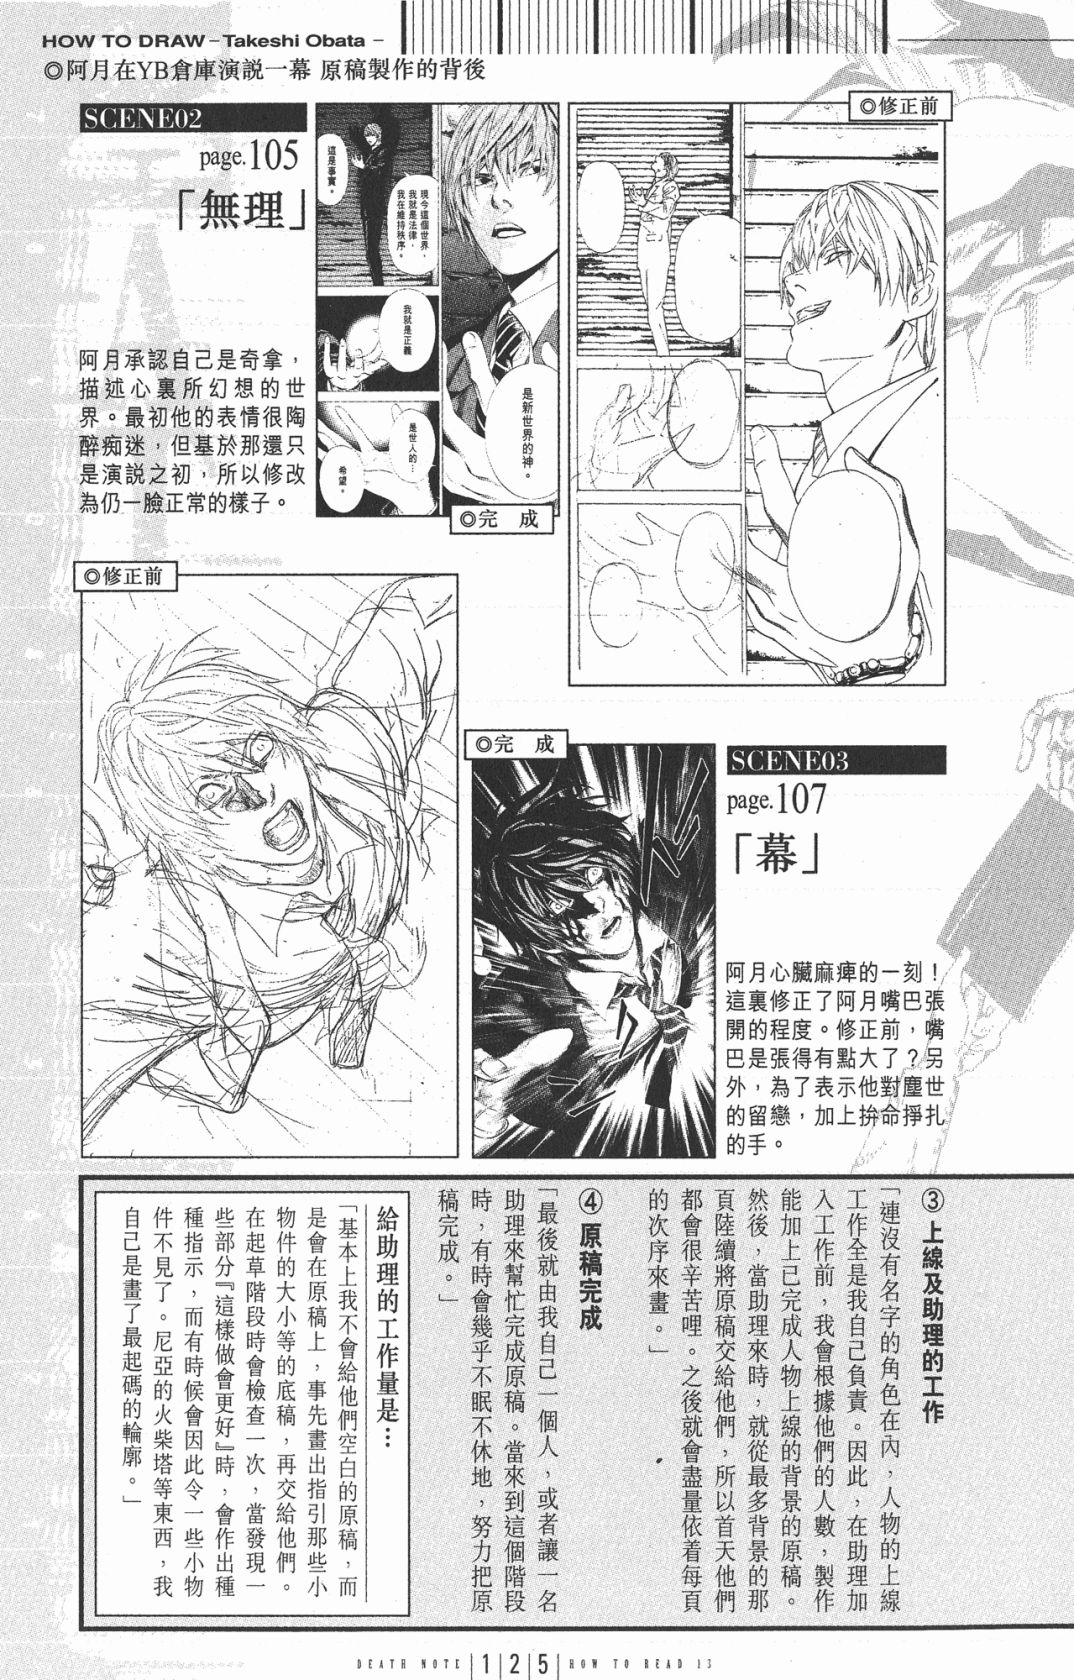 HOW TO DRAW–Takeshi Obata–
◎阿月在YB倉庫演説一幕 原稿製作的背後
SCENE02
page.105
「無理」
阿月承認自己是奇拿，
描述心裏所幻想的世
界。最初他的表情很陶
醉痴迷，但基於那還只
是演説之初，所以修改
為仍一臉正常的樣子。
現今這個世界，
我就是法律，
我在維持秩序。
這是事實。
我就是正義
是世人的…
希望。
是新世界的神。
◎完 成
◎修正前
◎修正前
◎完 成
SCENE03
page.107
「幕」
阿月心臟麻痺的一刻！
這裏修正了阿月嘴巴張
開的程度。修正前，嘴
巴是張得有點大了？另
外，為了表示他對塵世
的留戀，加上拚命掙扎
的手。
③ 上線及助理的工作
「連沒有名字的角色在內，人物的上線
工作全是我自己負責。因此，在助理加
入工作前，我會根據他們的人數，製作
能加上已完成人物上線的背景的原稿。
然後，當助理來時，就從最多背景的那
頁陸續將原稿交給他們，所以首天他們
都會很辛苦哩。之後就會盡量依着每頁
的次序來畫。」
④ 原稿完成
「最後就由我自己一個人，或者讓一名
助理來幫忙完成原稿。當來到這個階段
時，有時會幾乎不眠不休地，努力把原
稿完成。」
給助理的工作量是…
「基本上我不會給他們空白的原稿，而
是會在原稿上，事先畫出指引那些小
物件的大小等的底稿，再交給他們。
在起草階段時會檢查一次，當發現一
些部分『這樣做會更好』時，會作出種
種指示，而有時候會因此令一些小物
件不見了。尼亞的火柴塔等東西，我
自己是畫了最起碼的輪廓。」
DEATH NOTE 125 HOW TO READ 13